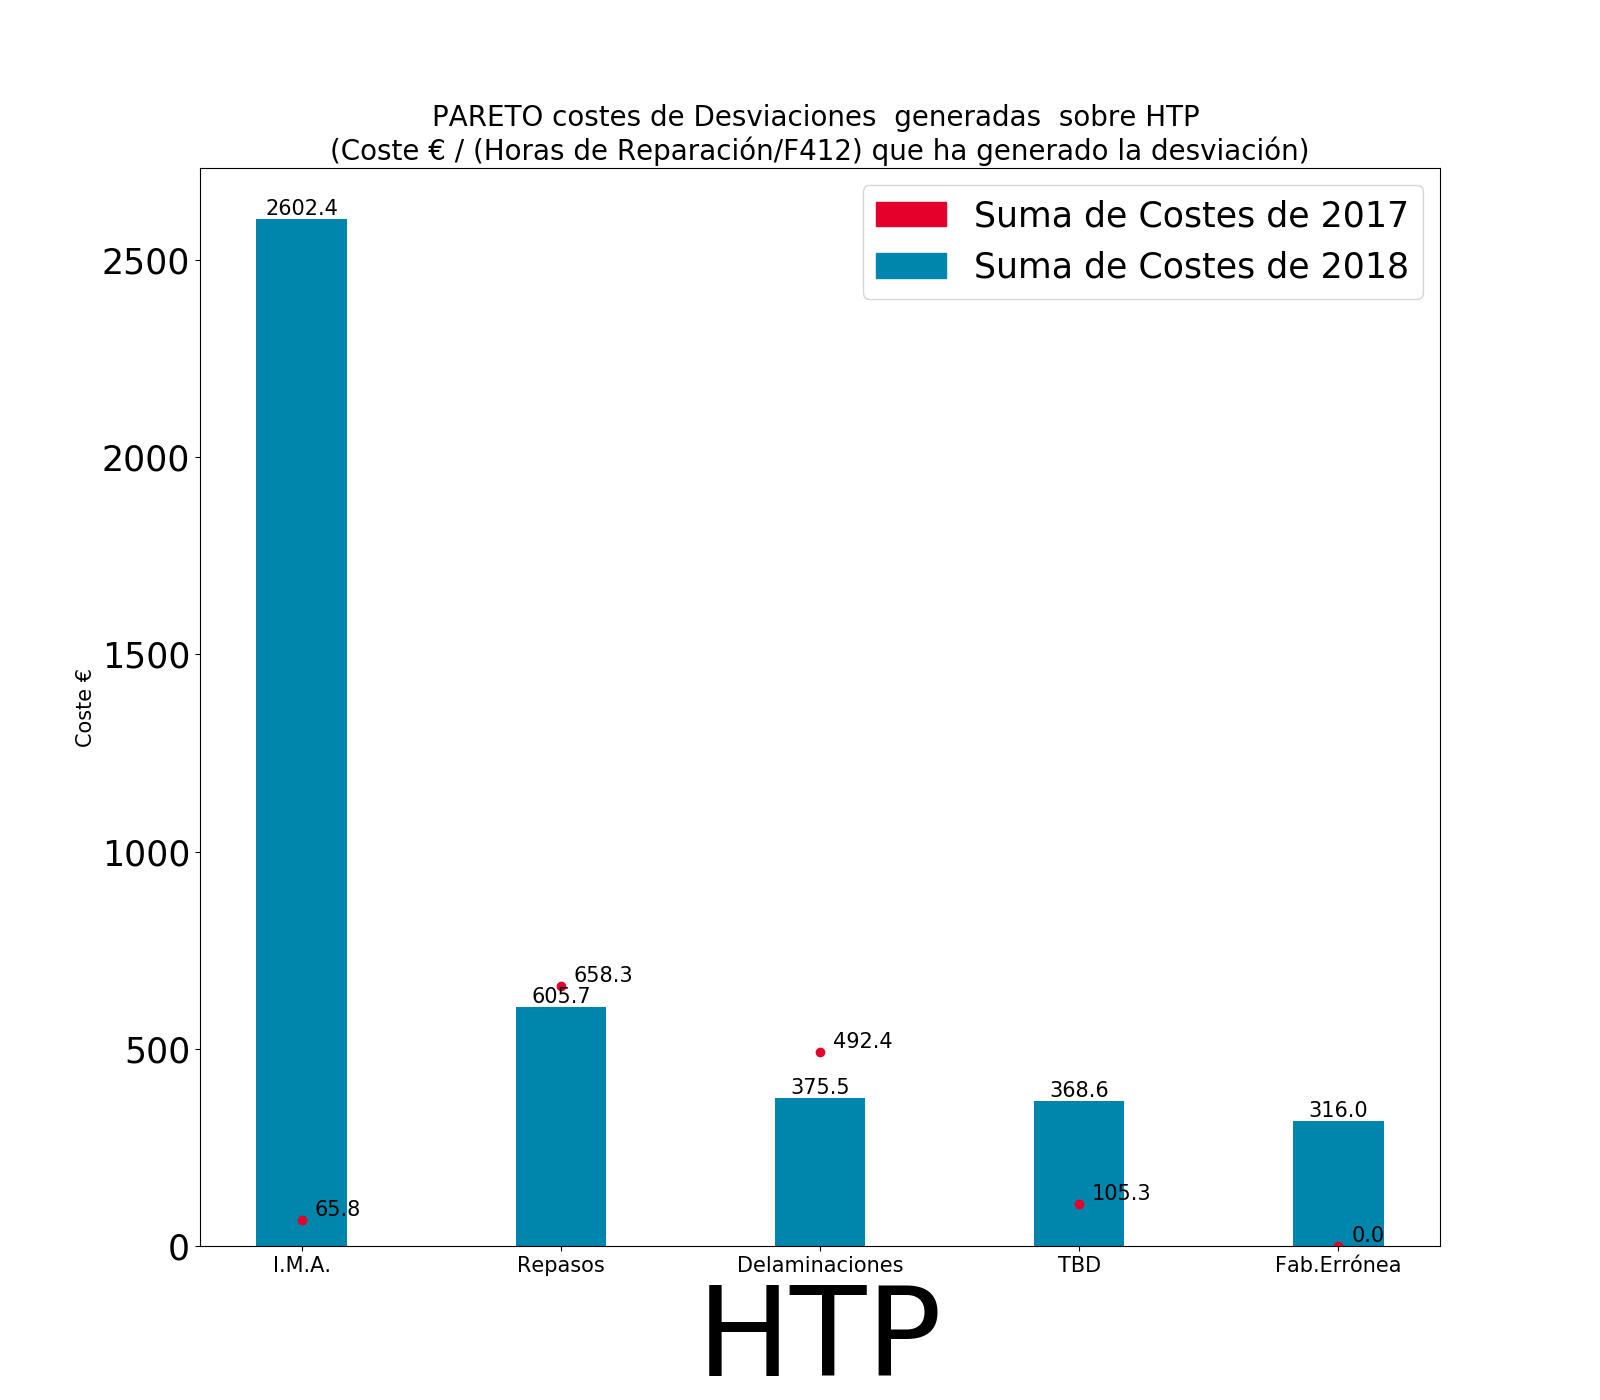 PARETO costes de Desviaciones  generadas  sobre HTP
(Coste € / (Horas de Reparación/F412) que ha generado la desviación)
Suma de Costes de 2017
Suma de Costes de 2018
Coste €
2500
2000
1500
1000
500
0
2602.4
65.8
658.3
605.7
492.4
375.5
368.6
105.3
316.0
0.0
I.M.A.
Repasos
Delaminaciones
TBD
Fab.Errónea
HTP